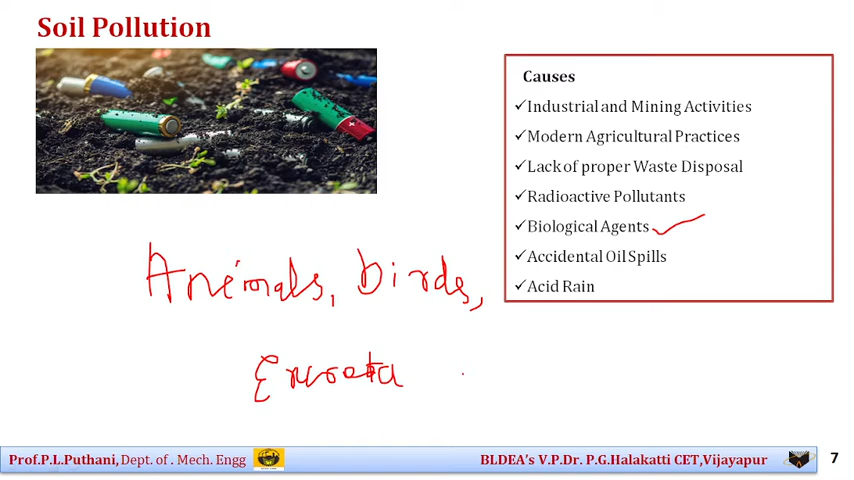 Soil Pollution
Causes
✓Industrial and Mining Activities
✓Modern Agricultural Practices
✓Lack of proper Waste Disposal
✓Radioactive Pollutants
✓Biological Agents
✓Accidental Oil Spills
✓Acid Rain
Animals, birds,
Prof.P.L.Puthani, Dept. of . Mech. Engg
BLDEA's V.P.Dr. P.G.Halakatti CET,Vijayapur
7